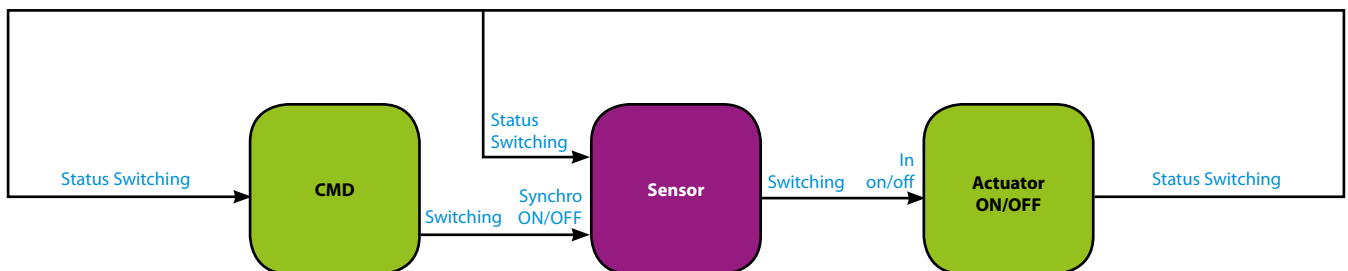 Status Switching
CMD
Switching
Synchro
ON/OFF
Status
Switching
Sensor
Switching
In
on/off
Actuator
ON/OFF
Status Switching